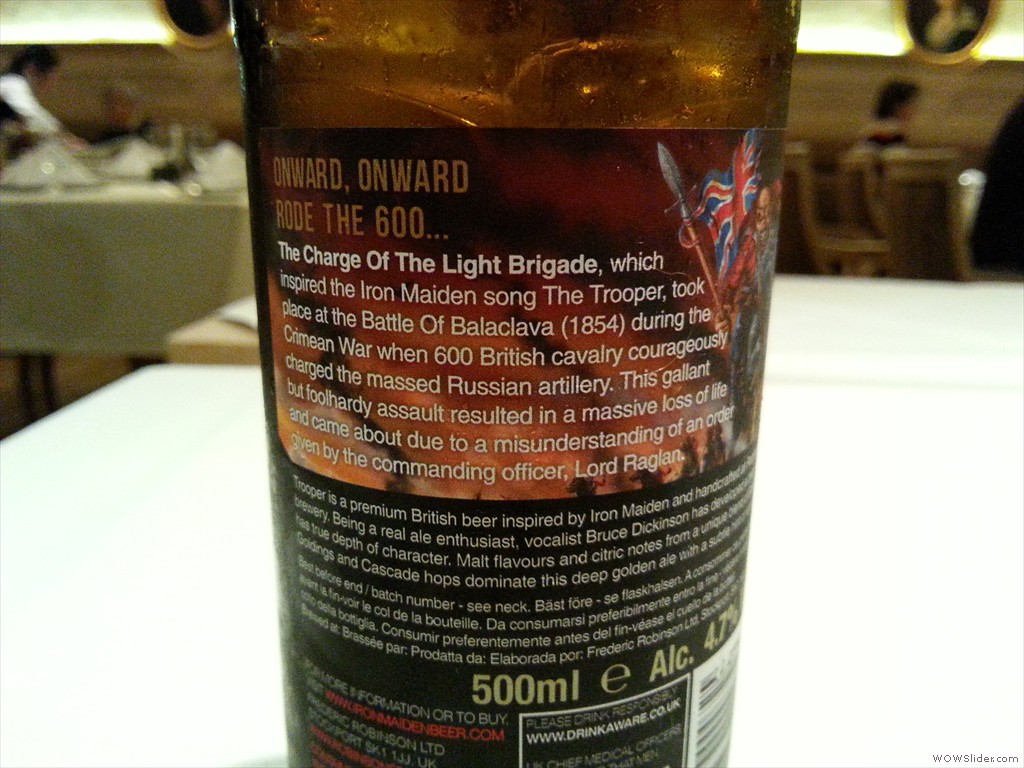 ONWARD, ONWARD
RODE THE 600...
The Charge Of The Light Brigade, which
inspired the Iron Maiden song The Trooper, took
place at the Battle Of Balaclava (1854) during the
Crimean War when 600 British cavalry courageously
charged the massed Russian artillery. This gallant
but foolhardy assault resulted in a massive loss of life
and came about due to a misunderstanding of an order
given by the commanding officer, Lord Raglan.
Trooper is a premium British beer inspired by Iron Maiden and handcrafted at
brewery. Being a real ale enthusiast, vocalist Bruce Dickinson has developed a
has true depth of character. Malt flavours and citric notes from a unique blend
Goldings and Cascade hops dominate this deep golden ale with a subtle
Best before end / batch number - see neck. Bäst före - se flaskhalsen. A consommer de
avant la fin-voir le col de la bouteille. Da consumarsi preferibilmente entro la fine
collo della bottiglia. Consumir preferentemente antes del fin-véase el cuello de la
Brewed at: Brassée par: Prodatta da: Elaborada por: Frederic Robinson Ltd, Stockport
500ml e Alc. 4.7%
FOR MORE INFORMATION OR TO BUY,
VISIT WWW.IRONMAIDENBEER.COM
FREDERIC ROBINSON LTD
STOCKPORT SK1 1JJ, UK
PLEASE DRINK RESPONSIBLY
WWW.DRINKAWARE.CO.UK
UK CHIEF MEDICAL OFFICERS
THAT MEN
WOWSlider.com